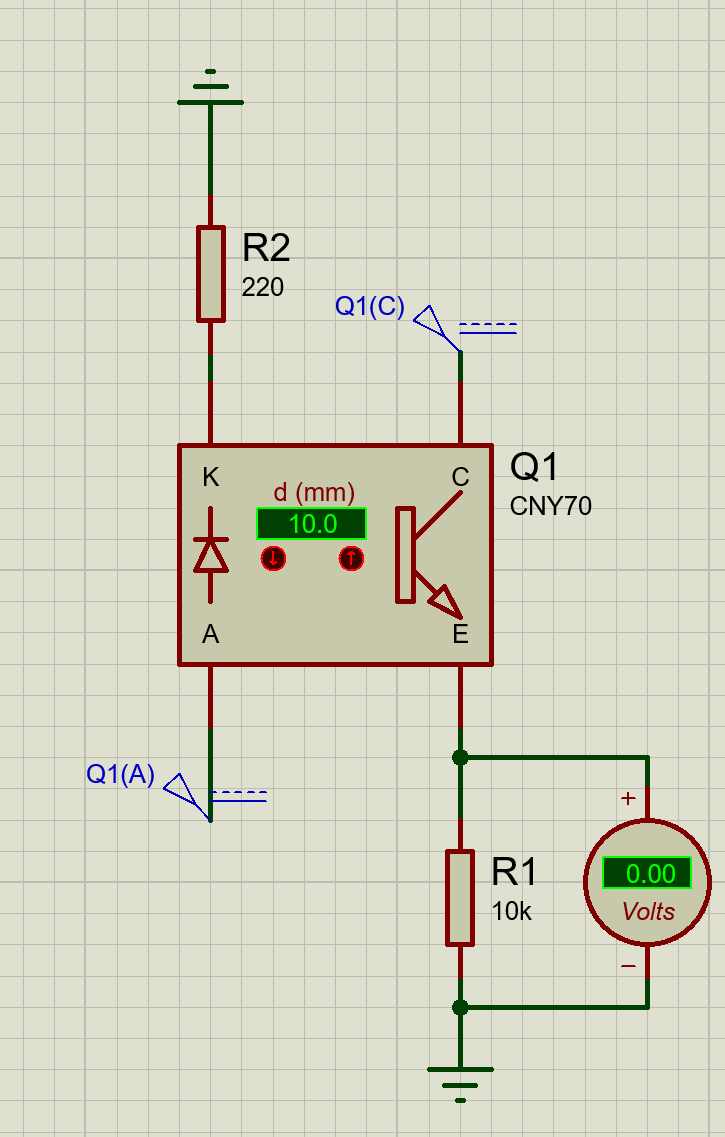 R2
220
Q1(C)
K
C
Q1
CNY70
d (mm)
10.0
↓ ↑
A
E
Q1(A)
+
R1
10k
0.00
Volts
−